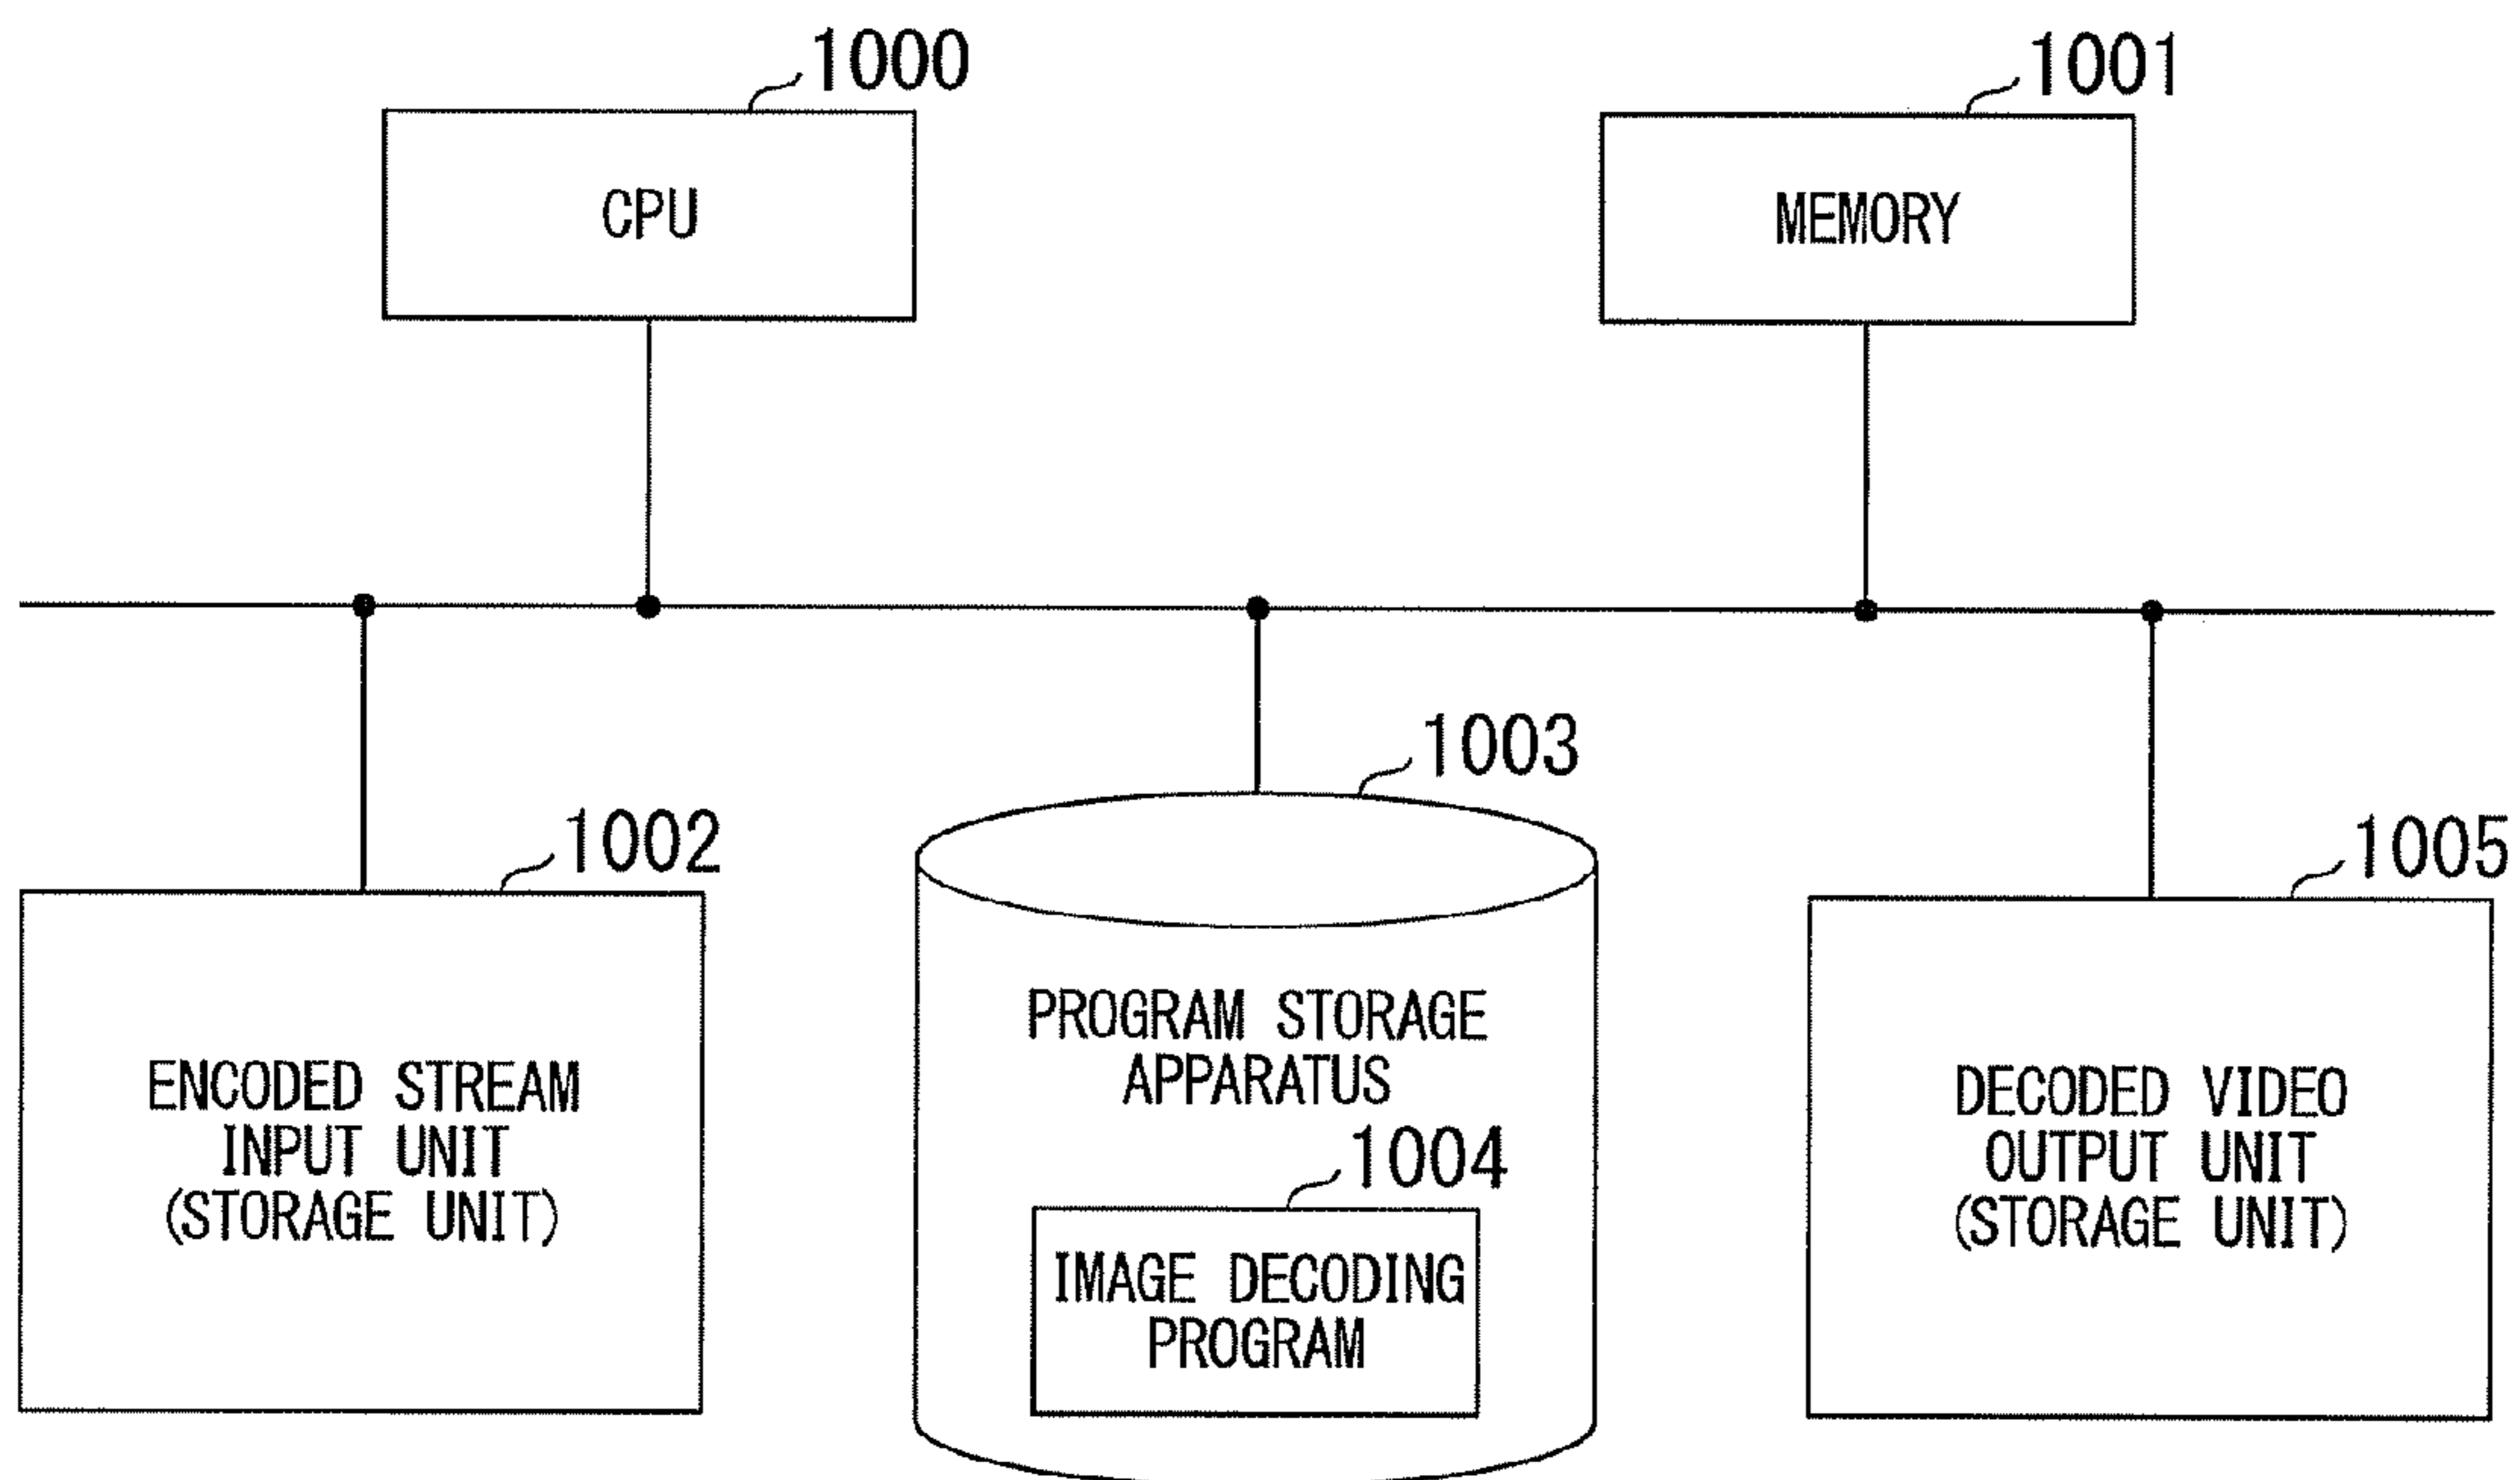 1000
CPU
1001
MEMORY
1002
ENCODED STREAM
INPUT UNIT
(STORAGE UNIT)
1003
PROGRAM STORAGE
APPARATUS
1004
IMAGE DECODING
PROGRAM
1005
DECODED VIDEO
OUTPUT UNIT
(STORAGE UNIT)